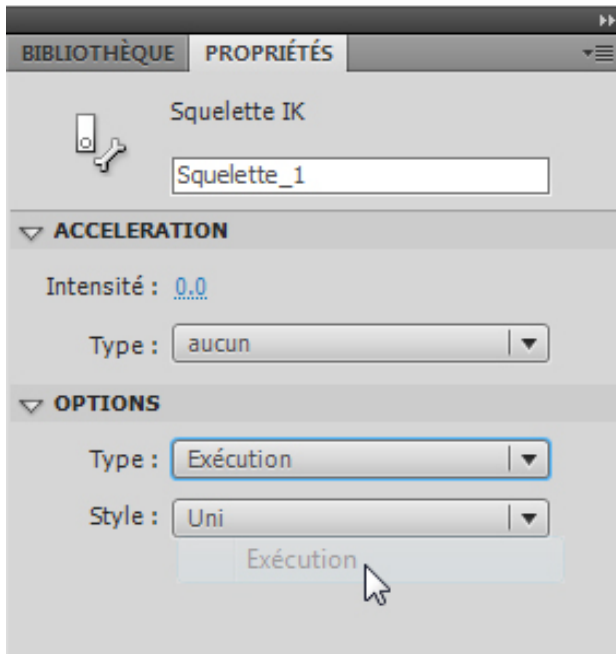 BIBLIOTHÈQUE PROPRIÉTÉS
Squelette IK
Squelette_1
ACCELERATION
Intensité : 0.0
Type : aucun
OPTIONS
Type : Exécution
Style : Uni
Exécution